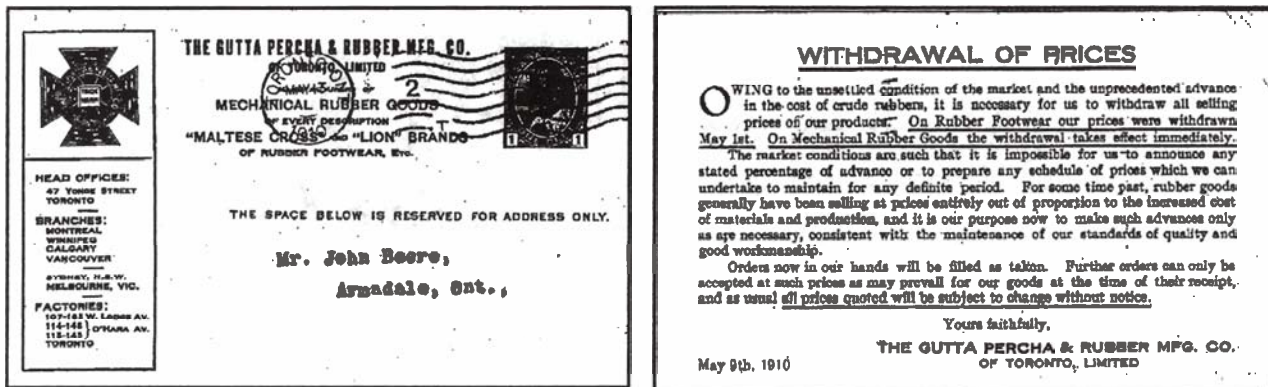 THE GUTTA PERCHA & RUBBER MFG. CO.
OF TORONTO, LIMITED
MECHANICAL RUBBER GOODS
OF EVERY DESCRIPTION
"MALTESE CROSS" AND "LION" BRANDS
OF RUBBER FOOTWEAR, ETC.
2
1 1
HEAD OFFICES:
47 YONGE STREET
TORONTO
BRANCHES:
MONTREAL
WINNIPEG
CALGARY
VANCOUVER
SYDNEY, N.S.W.
MELBOURNE, VIC.
FACTORIES:
O'HARA AV.
TORONTO
THE SPACE BELOW IS RESERVED FOR ADDRESS ONLY.
Mr. John Beere,
Armadale, Ont.,
WITHDRAWAL OF PRICES
OWING to the unsettled condition of the market and the unprecedented advance
in the cost of crude rubbers, it is necessary for us to withdraw all selling
prices of our products. On Rubber Footwear our prices were withdrawn
May 1st. On Mechanical Rubber Goods the withdrawal takes effect immediately.
The market conditions are such that it is impossible for us to announce any
stated percentage of advance or to prepare any schedule of prices which we can
undertake to maintain for any definite period. For some time past, rubber goods
generally have been selling at prices entirely out of proportion to the increased cost
of materials and production, and it is our purpose now to make such advances only
as are necessary, consistent with the maintenance of our standards of quality and
good workmanship.
Orders now in our hands will be filled as taken. Further orders can only be
accepted at such prices as may prevail for our goods at the time of their receipt,
and as usual all prices quoted will be subject to change without notice.
Yours faithfully,
THE GUTTA PERCHA & RUBBER MFG. CO.
OF TORONTO, LIMITED
May 9th, 1910